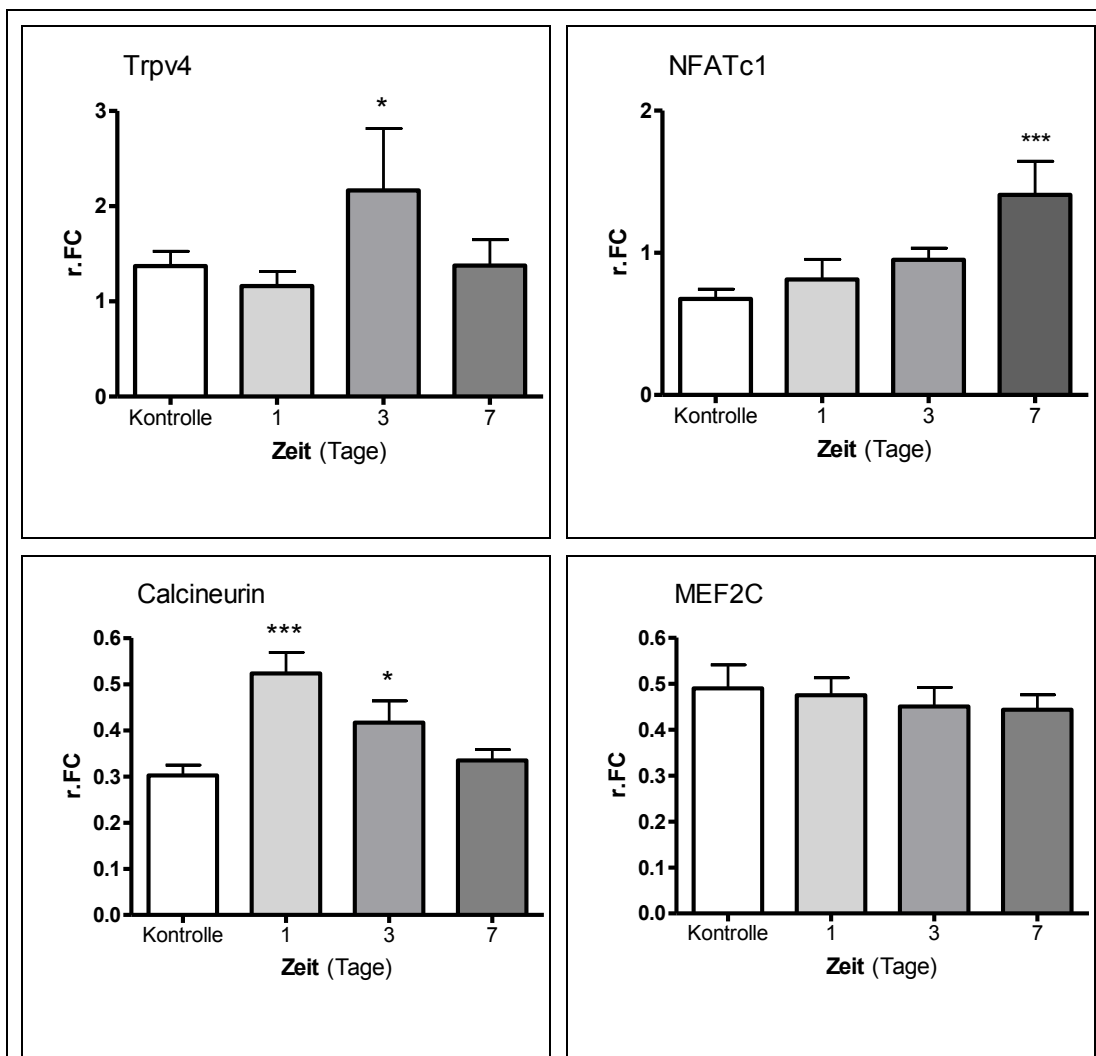 Trpv4
3
2
1
0
r.FC
*
Kontrolle 1 3 7
Zeit (Tage)
NFATc1
2
1
0
r.FC
***
Kontrolle 1 3 7
Zeit (Tage)
Calcineurin
0.6
0.5
0.4
0.3
0.2
0.1
0.0
r.FC
***
*
Kontrolle 1 3 7
Zeit (Tage)
MEF2C
0.6
0.5
0.4
0.3
0.2
0.1
0.0
r.FC
Kontrolle 1 3 7
Zeit (Tage)